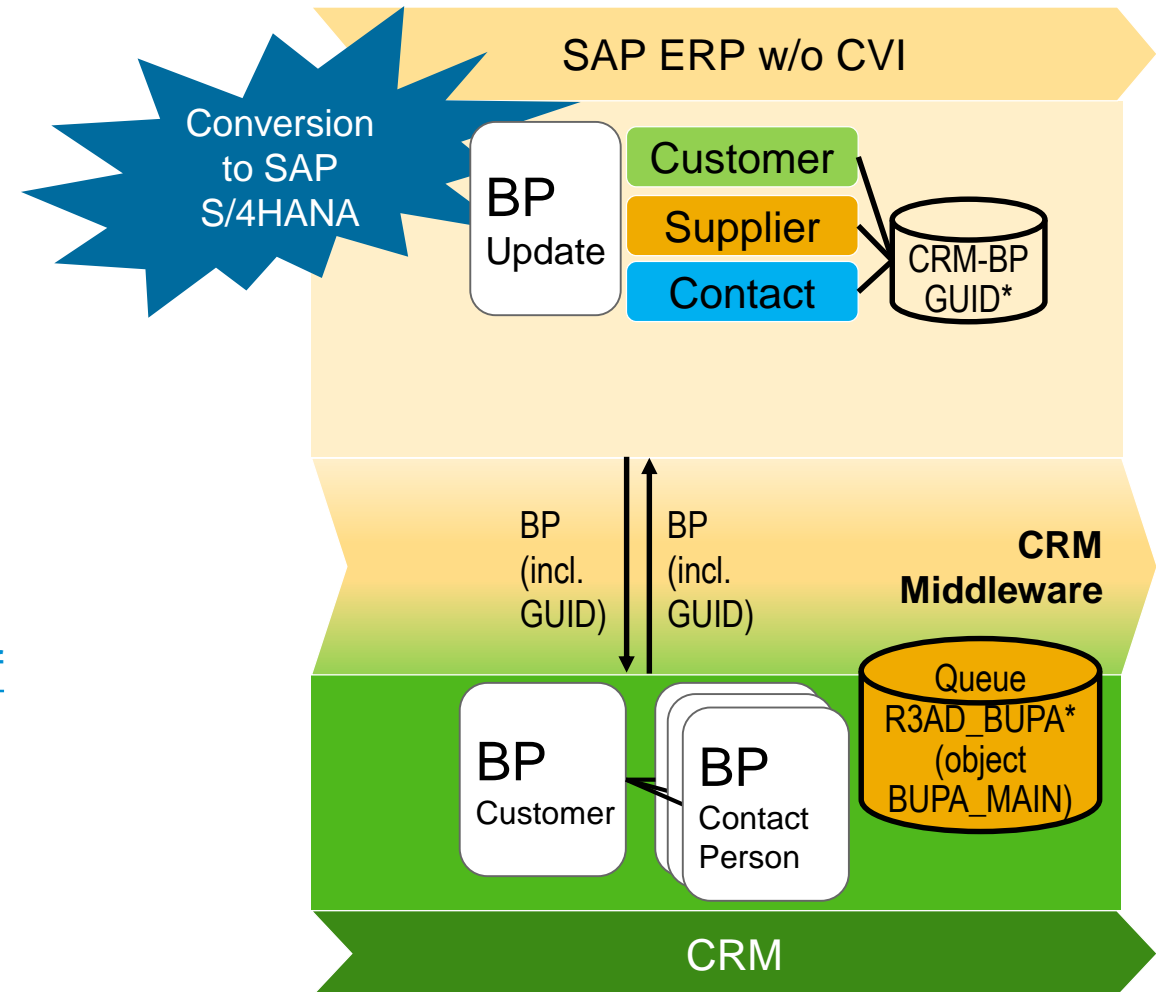 SAP ERP w/o CVI
Conversion
to SAP
S/4HANA
BP
Update
Customer
Supplier
Contact
CRM-BP
GUID*
BP
(incl.
GUID)
BP
(incl.
GUID)
CRM
Middleware
Queue
R3AD_BUPA*
(object
BUPA_MAIN)
BP
Customer
BP
Contact
Person
CRM